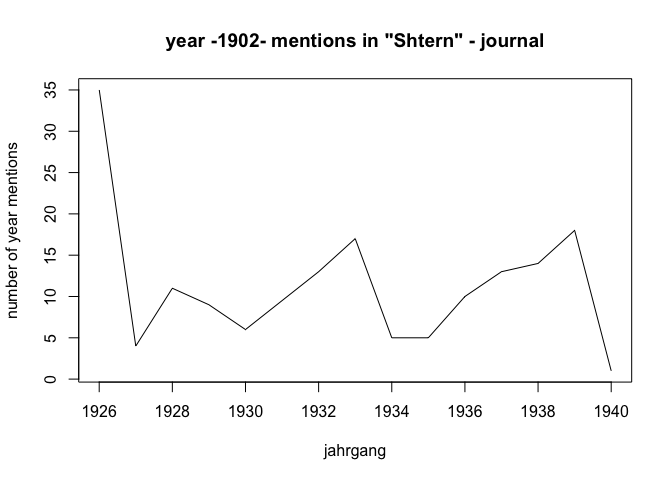 year -1902- mentions in "Shtern" - journal
number of year mentions
35
30
25
20
15
10
5
0
1926 1928 1930 1932 1934 1936 1938 1940
jahrgang